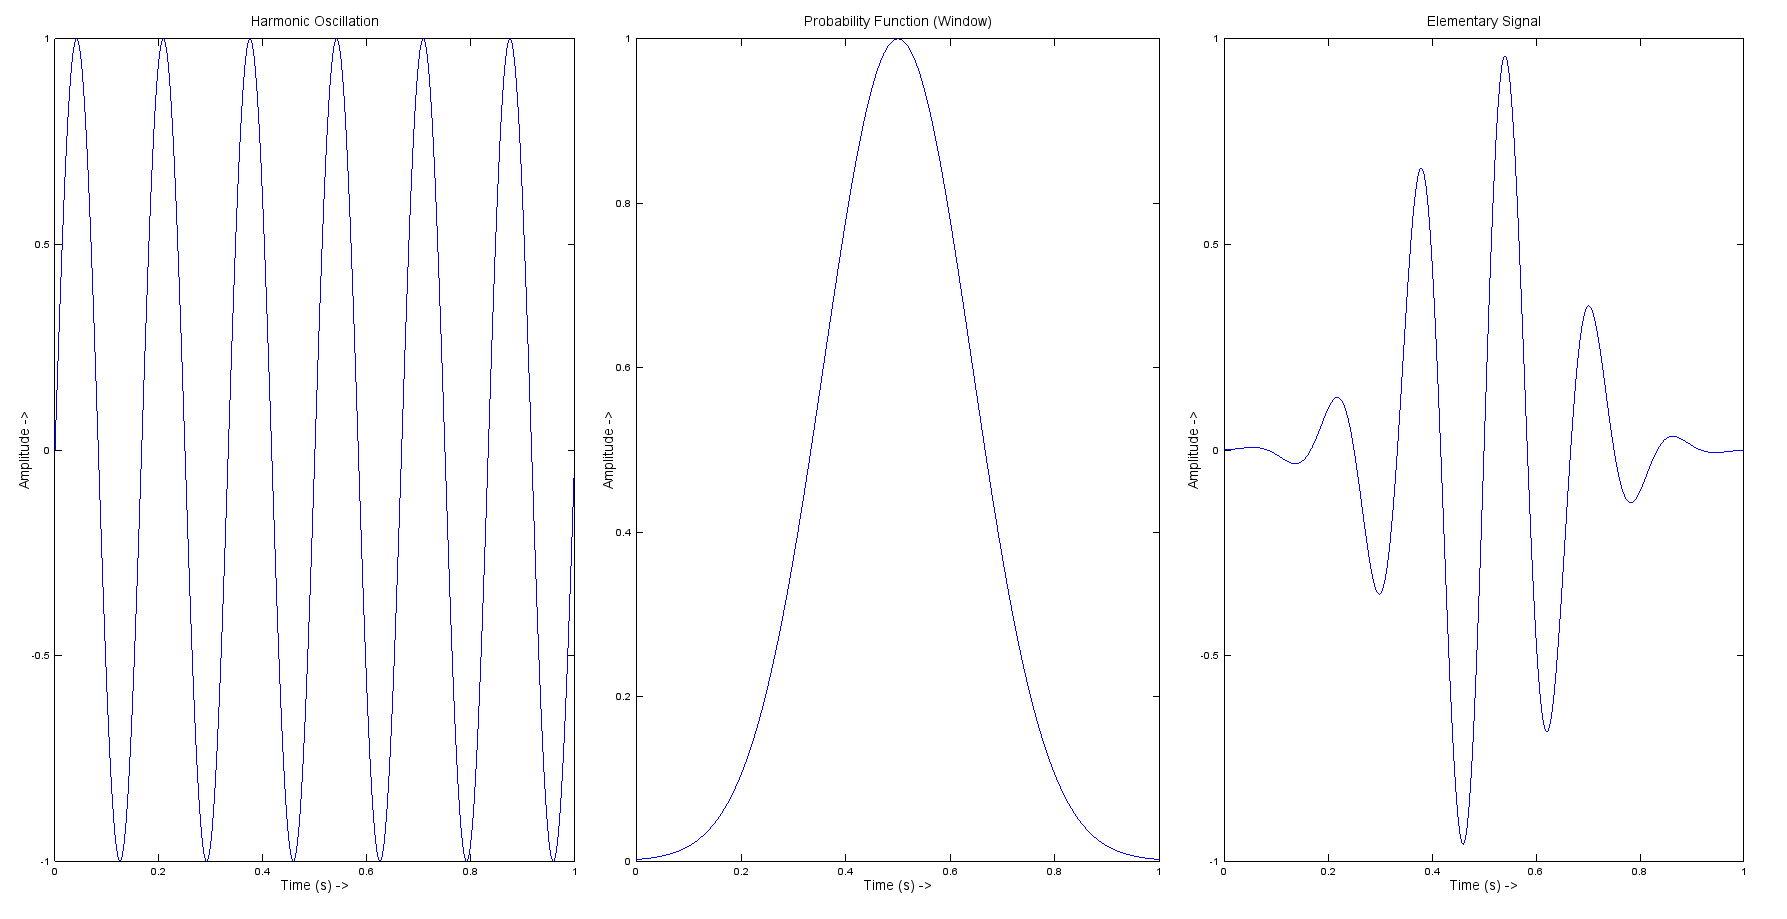 Harmonic Oscillation
1
0.5
0
-0.5
-1
Amplitude ->
0 0.2 0.4 0.6 0.8 1
Time (s) ->
Probability Function (Window)
1
0.8
0.6
0.4
0.2
0
Amplitude ->
0 0.2 0.4 0.6 0.8 1
Time (s) ->
Elementary Signal
1
0.5
0
-0.5
-1
Amplitude ->
0 0.2 0.4 0.6 0.8 1
Time (s) ->